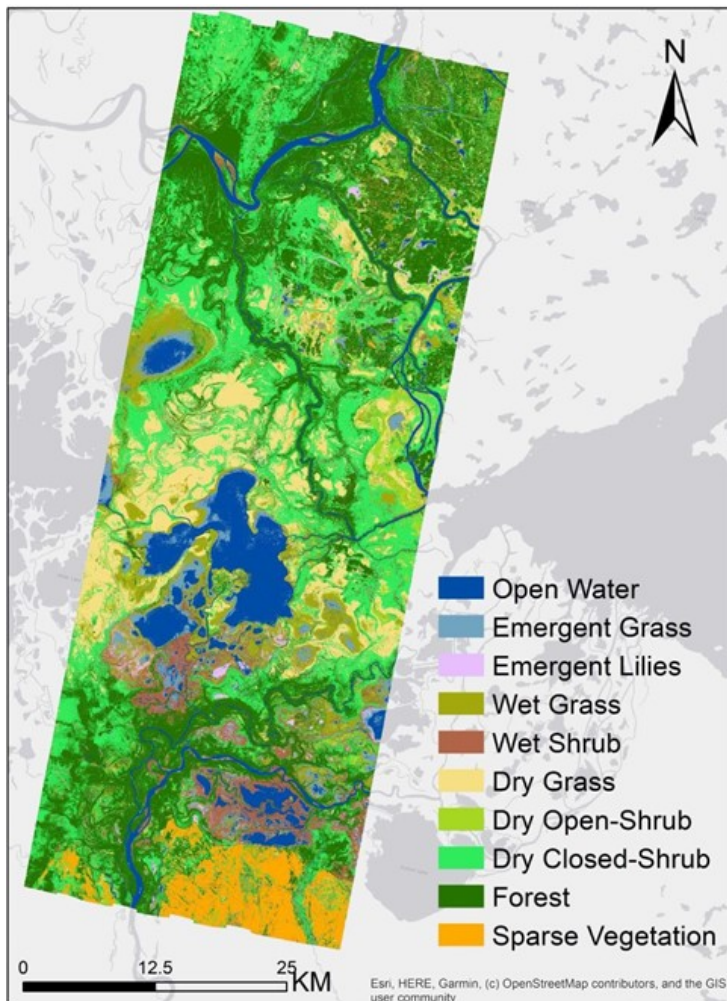 N
Open Water
Emergent Grass
Emergent Lilies
Wet Grass
Wet Shrub
Dry Grass
Dry Open-Shrub
Dry Closed-Shrub
Forest
Sparse Vegetation
0 12.5 25 KM
Esri, HERE, Garmin, (c) OpenStreetMap contributors, and the GIS
user community